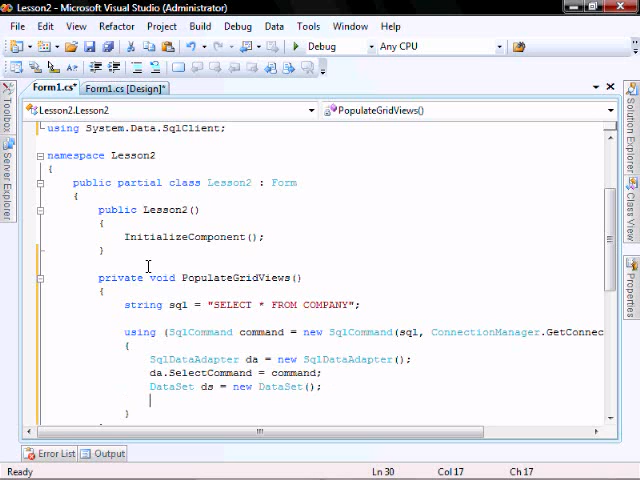 Lesson2 - Microsoft Visual Studio (Administrator)
File Edit View Refactor Project Build Debug Data Tools Window Help
Debug Any CPU
Form1.cs* Form1.cs [Design]*
Lesson2.Lesson2 PopulateGridViews()
using System.Data.SqlClient;
namespace Lesson2
{
public partial class Lesson2 : Form
{
public Lesson2()
{
InitializeComponent();
}
private void PopulateGridViews()
{
string sql = "SELECT * FROM COMPANY";
using (SqlCommand command = new SqlCommand(sql, ConnectionManager.GetConnec
{
SqlDataAdapter da = new SqlDataAdapter();
da.SelectCommand = command;
DataSet ds = new DataSet();
}
Toolbox
Server Explorer
Solution Explorer
Class View
Properties
Error List Output
Ready Ln 30 Col 17 Ch 17